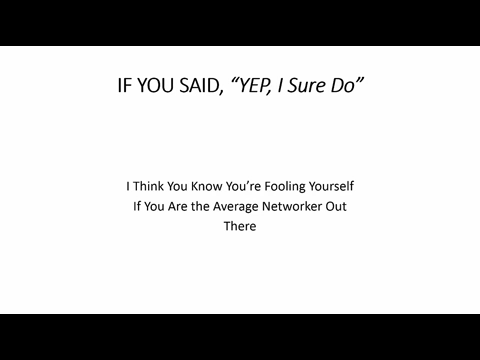 IF YOU SAID, “YEP, I Sure Do”
I Think You Know You’re Fooling Yourself
If You Are the Average Networker Out
There